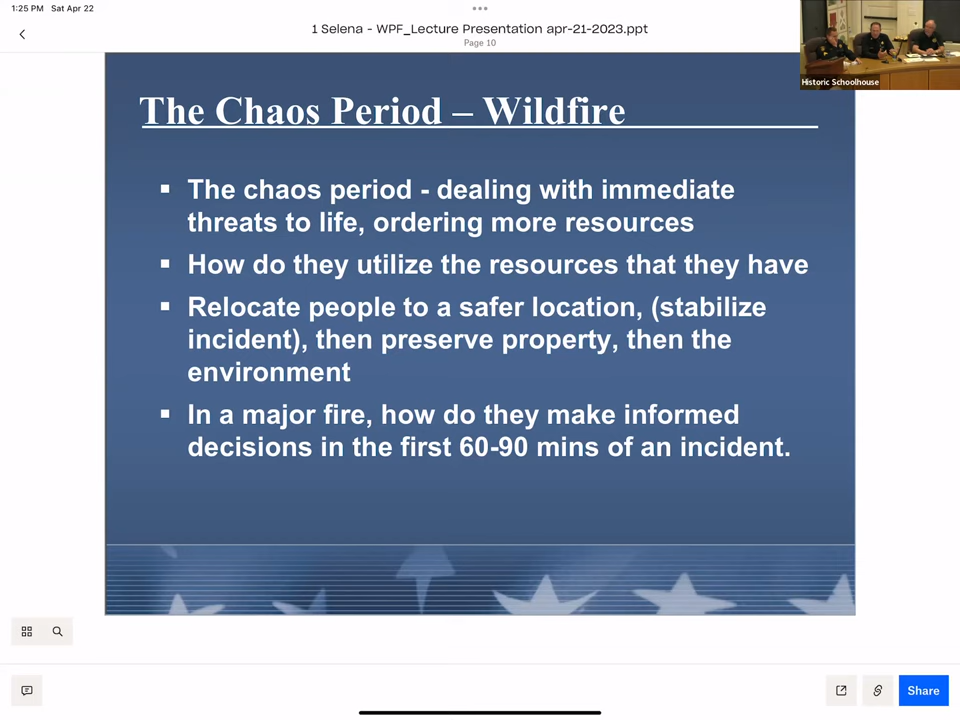 1:25 PM Sat Apr 22
1 Selena - WPF_Lecture Presentation apr-21-2023.ppt
Page 10
Historic Schoolhouse
The Chaos Period – Wildfire
▪ The chaos period - dealing with immediate
threats to life, ordering more resources
▪ How do they utilize the resources that they have
▪ Relocate people to a safer location, (stabilize
incident), then preserve property, then the
environment
▪ In a major fire, how do they make informed
decisions in the first 60-90 mins of an incident.
Share